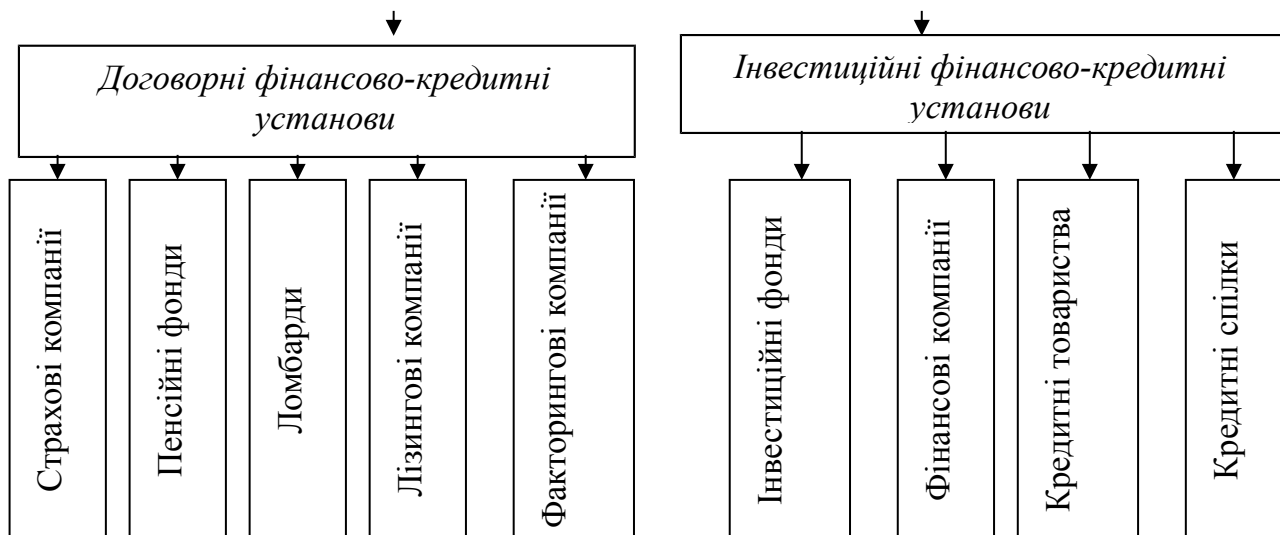 Договорні фінансово-кредитні
установи
Інвестиційні фінансово-кредитні
установи
Страхові компанії
Пенсійні фонди
Ломбарди
Лізингові компанії
Факторингові компанії
Інвестиційні фонди
Фінансові компанії
Кредитні товариства
Кредитні спілки